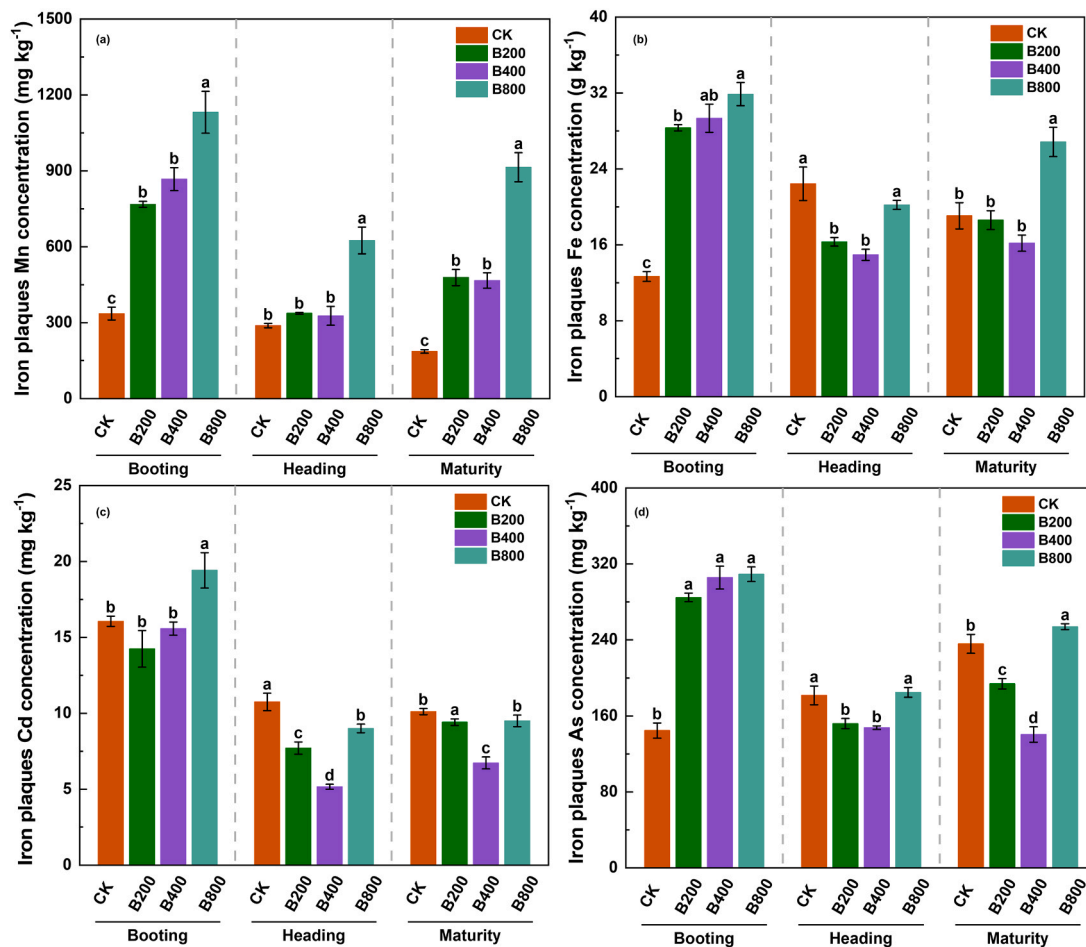 Iron plaques Mn concentration (mg kg⁻¹)
1500
1200
900
600
300
0
(a)
CK
B200
B400
B800
c
b
b
a
b
b
b
a
c
b
b
a
CK
B200
B400
B800
CK
B200
B400
B800
CK
B200
B400
B800
Booting
Heading
Maturity
Iron plaques Fe concentration (g kg⁻¹)
40
32
24
16
8
0
(b)
CK
B200
B400
B800
c
b
ab
a
a
b
b
a
b
b
b
a
CK
B200
B400
B800
CK
B200
B400
B800
CK
B200
B400
B800
Booting
Heading
Maturity
Iron plaques Cd concentration (mg kg⁻¹)
25
20
15
10
5
0
(c)
CK
B200
B400
B800
b
b
b
a
a
c
d
b
b
a
c
b
CK
B200
B400
B800
CK
B200
B400
B800
CK
B200
B400
B800
Booting
Heading
Maturity
Iron plaques As concentration (mg kg⁻¹)
400
320
240
160
80
0
(d)
CK
B200
B400
B800
b
a
a
a
a
b
b
a
b
c
d
a
CK
B200
B400
B800
CK
B200
B400
B800
CK
B200
B400
B800
Booting
Heading
Maturity